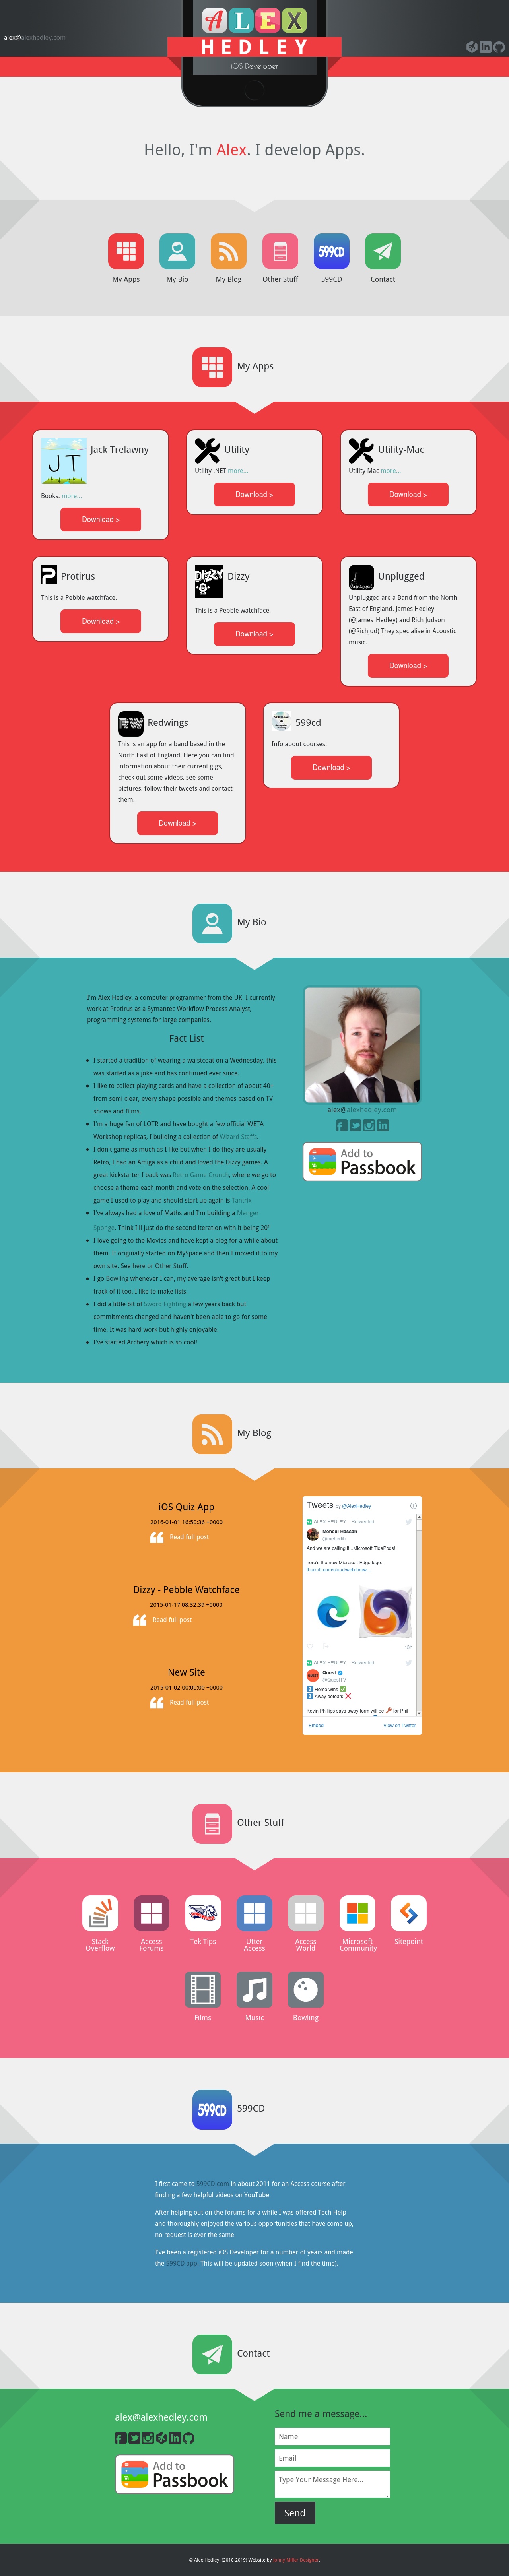 alex@alexhedley.com
ALEX
HEDLEY
iOS Developer
Hello, I'm Alex. I develop Apps.
My Apps
My Bio
My Blog
Other Stuff
599CD
599CD
Contact
My Apps
JT
Jack Trelawny
Books. more...
Download >
Utility
Utility .NET more...
Download >
Utility-Mac
Utility Mac more...
Download >
Protirus
This is a Pebble watchface.
Download >
DIZZY
Dizzy
This is a Pebble watchface.
Download >
Unplugged
Unplugged are a Band from the North
East of England. James Hedley
(@James_Hedley) and Rich Judson
(@RichJud) They specialise in Acoustic
music.
Download >
RW
Redwings
This is an app for a band based in the
North East of England. Here you can find
information about their current gigs,
check out some videos, see some
pictures, follow their tweets and contact
them.
Download >
599cd
Info about courses.
Download >
My Bio
I'm Alex Hedley, a computer programmer from the UK. I currently
work at Protirus as a Symantec Workflow Process Analyst,
programming systems for large companies.
Fact List
I started a tradition of wearing a waistcoat on a Wednesday, this
was started as a joke and has continued ever since.
I like to collect playing cards and have a collection of about 40+
from semi clear, every shape possible and themes based on TV
shows and films.
I'm a huge fan of LOTR and have bought a few official WETA
Workshop replicas, I building a collection of Wizard Staffs.
I don't game as much as I like but when I do they are usually
Retro, I had an Amiga as a child and loved the Dizzy games. A
great kickstarter I back was Retro Game Crunch, where we go to
choose a theme each month and vote on the selection. A cool
game I used to play and should start up again is Tantrix
I've always had a love of Maths and I'm building a Menger
Sponge. Think I'll just do the second iteration with it being 20ⁿ
I love going to the Movies and have kept a blog for a while about
them. It originally started on MySpace and then I moved it to my
own site. See here or Other Stuff.
I go Bowling whenever I can, my average isn't great but I keep
track of it too, I like to make lists.
I did a little bit of Sword Fighting a few years back but
commitments changed and haven't been able to go for some
time. It was hard work but highly enjoyable.
I've started Archery which is so cool!
alex@alexhedley.com
Add to
Passbook
My Blog
iOS Quiz App
2016-01-01 16:50:36 +0000
Read full post
Dizzy - Pebble Watchface
2015-01-17 08:32:39 +0000
Read full post
New Site
2015-01-02 00:00:00 +0000
Read full post
Tweets by @AlexHedley
Retweeted
Mehedi Hassan
And we are calling it...Microsoft TidePods!
here's the new Microsoft Edge logo:
thurrott.com/cloud/web-brow…
Retweeted
Quest
@QuestTV
Home wins
Away defeats
Kevin Phillips says away form will be for Phil
Embed
View on Twitter
Other Stuff
Stack
Overflow
Access
Forums
Tek Tips
Utter
Access
Access
World
Microsoft
Community
Sitepoint
Films
Music
Bowling
599CD
599CD
I first came to 599CD.com in about 2011 for an Access course after
finding a few helpful videos on YouTube.
After helping out on the forums for a while I was offered Tech Help
and thoroughly enjoyed the various opportunities that have come up,
no request is ever the same.
I've been a registered iOS Developer for a number of years and made
the 599CD app. This will be updated soon (when I find the time).
Contact
alex@alexhedley.com
Add to
Passbook
Send me a message...
Name
Email
Type Your Message Here...
Send
© Alex Hedley. (2010-2019) Website by Jonny Miller Designer.